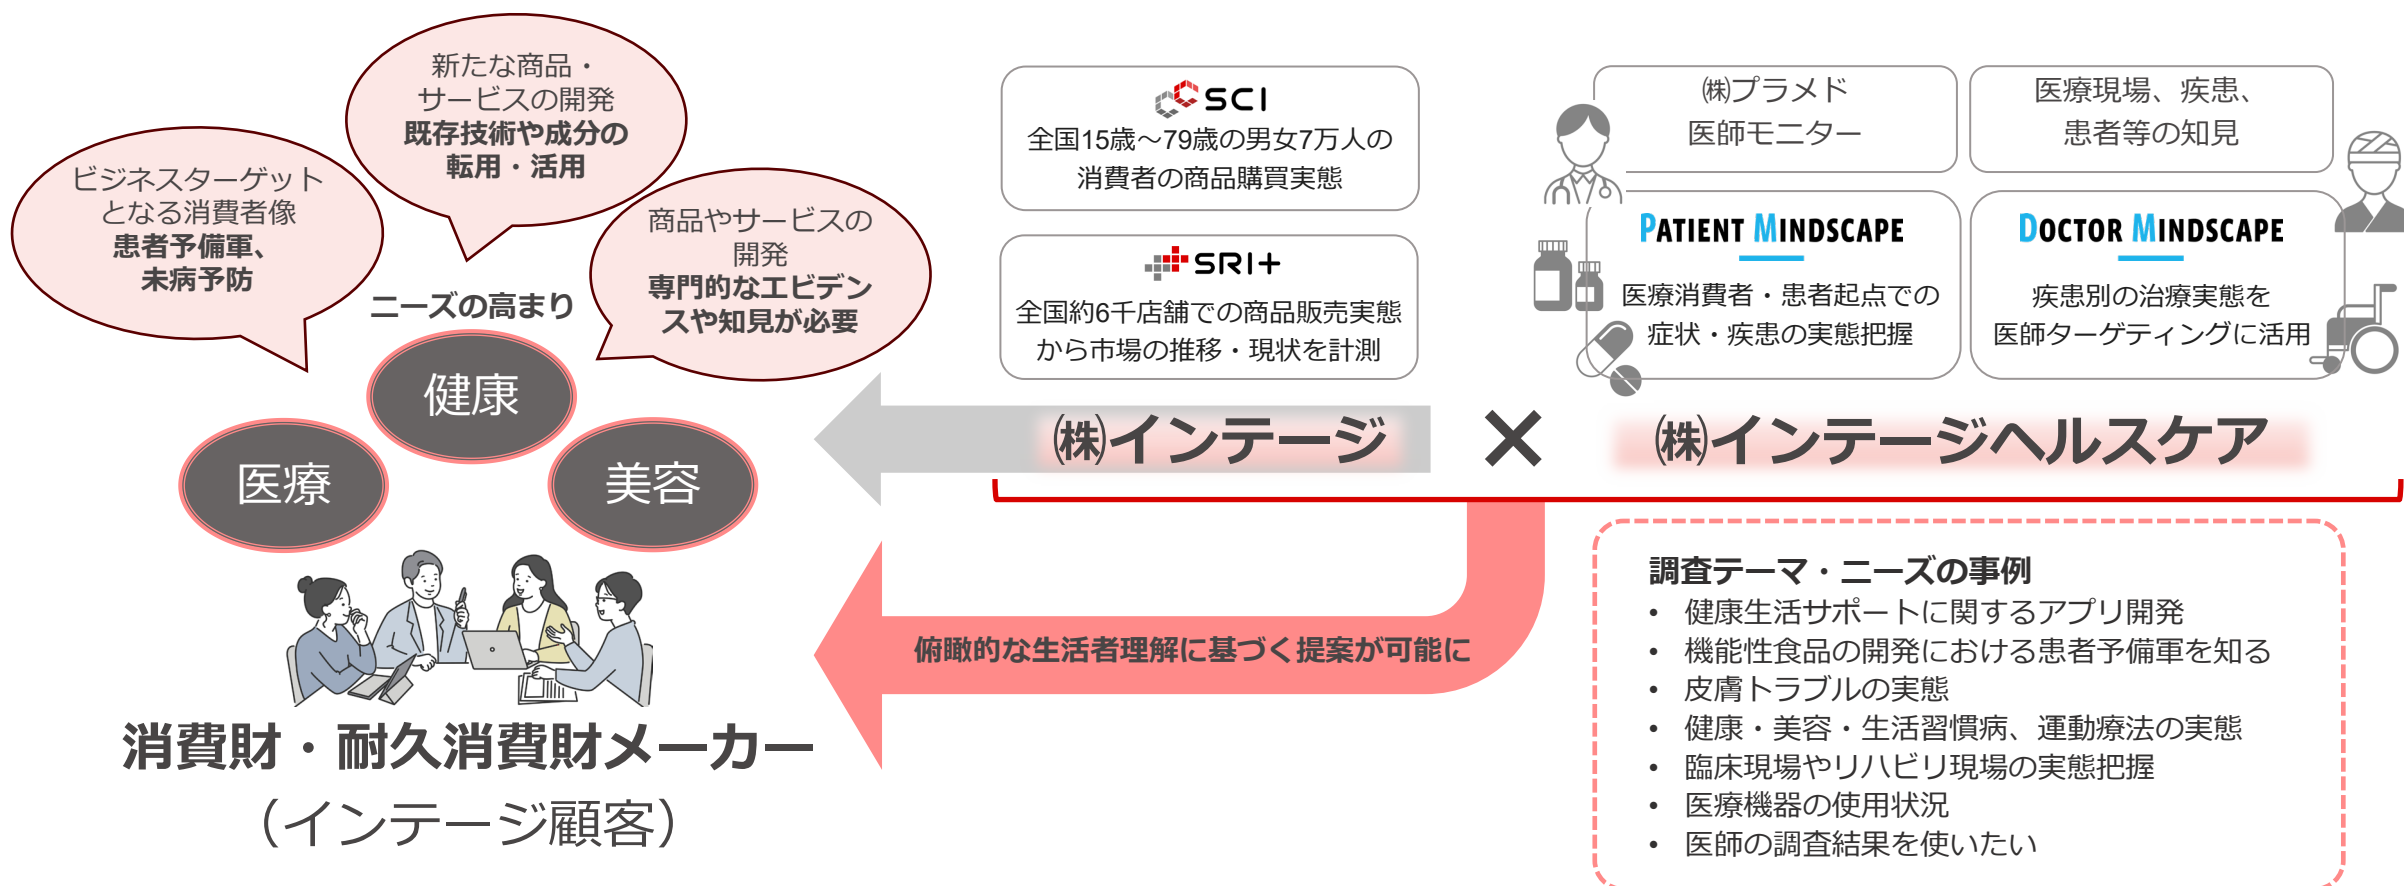 新たな商品・
サービスの開発
既存技術や成分の
転用・活用
ビジネスターゲット
となる消費者像
患者予備軍、
未病予防
商品やサービスの
開発
専門的なエビデン
スや知見が必要
ニーズの高まり
健康
医療
美容
消費財・耐久消費財メーカー
（インテージ顧客）
SCI
全国15歳～79歳の男女7万人の
消費者の商品購買実態
SRI+
全国約6千店舗での商品販売実態
から市場の推移・現状を計測
㈱プラメド
医師モニター
医療現場、疾患、
患者等の知見
PATIENT MINDSCAPE
医療消費者・患者起点での
症状・疾患の実態把握
DOCTOR MINDSCAPE
疾患別の治療実態を
医師ターゲティングに活用
㈱インテージ
×
㈱インテージヘルスケア
俯瞰的な生活者理解に基づく提案が可能に
調査テーマ・ニーズの事例
• 健康生活サポートに関するアプリ開発
• 機能性食品の開発における患者予備軍を知る
• 皮膚トラブルの実態
• 健康・美容・生活習慣病、運動療法の実態
• 臨床現場やリハビリ現場の実態把握
• 医療機器の使用状況
• 医師の調査結果を使いたい